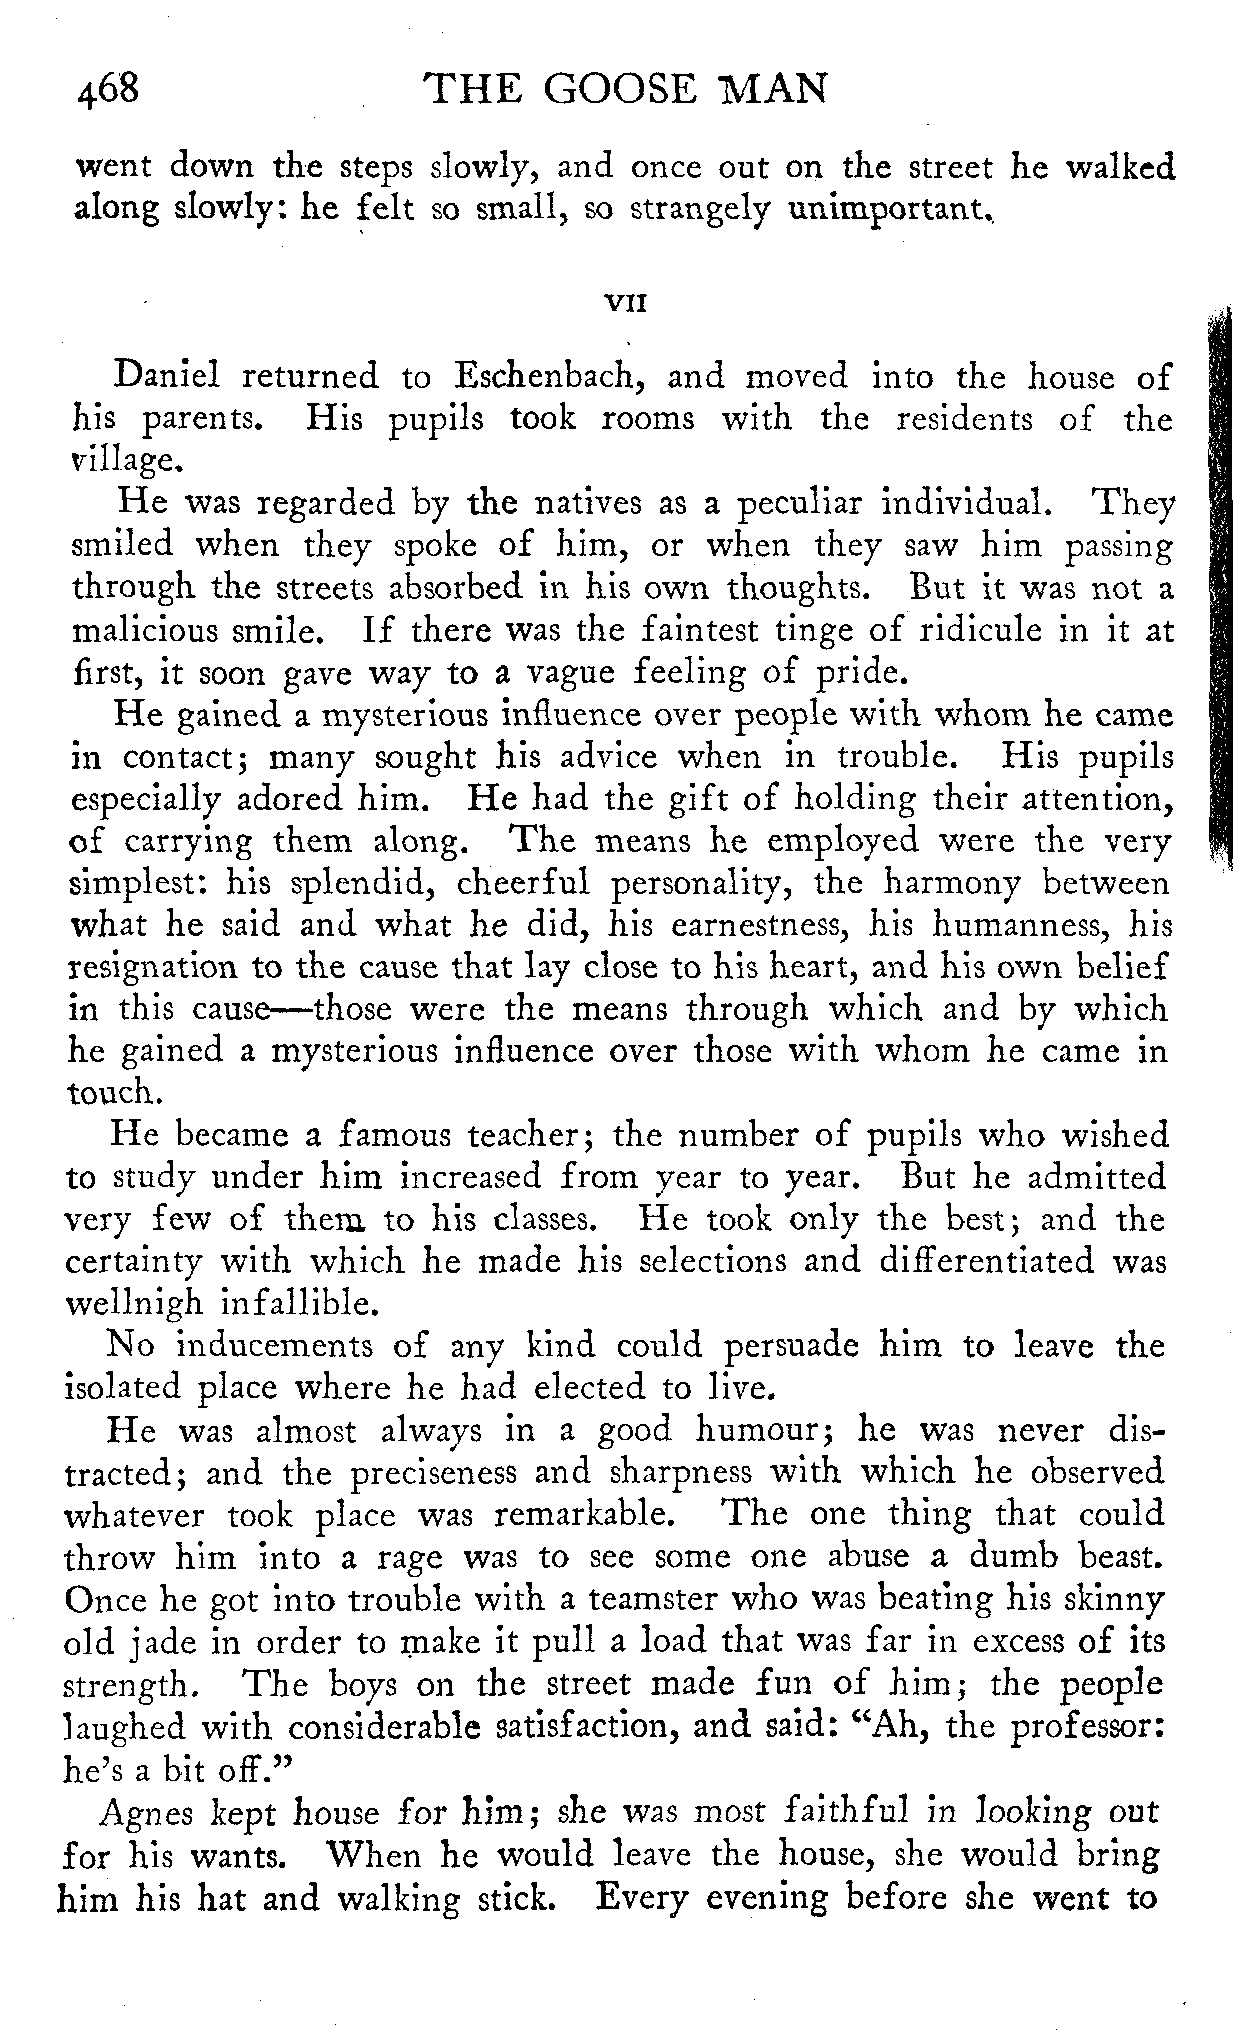 468 THE GOOSE MAN
went down the steps slowly, and once out on the street he walked
along slowly: he felt so small, so strangely unimportant.
VII
Daniel returned to Eschenbach, and moved into the house of
his parents. His pupils took rooms with the residents of the
village.
He was regarded by the natives as a peculiar individual. They
smiled when they spoke of him, or when they saw him passing
through the streets absorbed in his own thoughts. But it was not a
malicious smile. If there was the faintest tinge of ridicule in it at
first, it soon gave way to a vague feeling of pride.
He gained a mysterious influence over people with whom he came
in contact; many sought his advice when in trouble. His pupils
especially adored him. He had the gift of holding their attention,
of carrying them along. The means he employed were the very
simplest: his splendid, cheerful personality, the harmony between
what he said and what he did, his earnestness, his humanness, his
resignation to the cause that lay close to his heart, and his own belief
in this cause—those were the means through which and by which
he gained a mysterious influence over those with whom he came in
touch.
He became a famous teacher; the number of pupils who wished
to study under him increased from year to year. But he admitted
very few of them to his classes. He took only the best; and the
certainty with which he made his selections and differentiated was
wellnigh infallible.
No inducements of any kind could persuade him to leave the
isolated place where he had elected to live.
He was almost always in a good humour; he was never dis-
tracted; and the preciseness and sharpness with which he observed
whatever took place was remarkable. The one thing that could
throw him into a rage was to see some one abuse a dumb beast.
Once he got into trouble with a teamster who was beating his skinny
old jade in order to make it pull a load that was far in excess of its
strength. The boys on the street made fun of him; the people
laughed with considerable satisfaction, and said: “Ah, the professor:
he’s a bit off.”
Agnes kept house for him; she was most faithful in looking out
for his wants. When he would leave the house, she would bring
him his hat and walking stick. Every evening before she went to